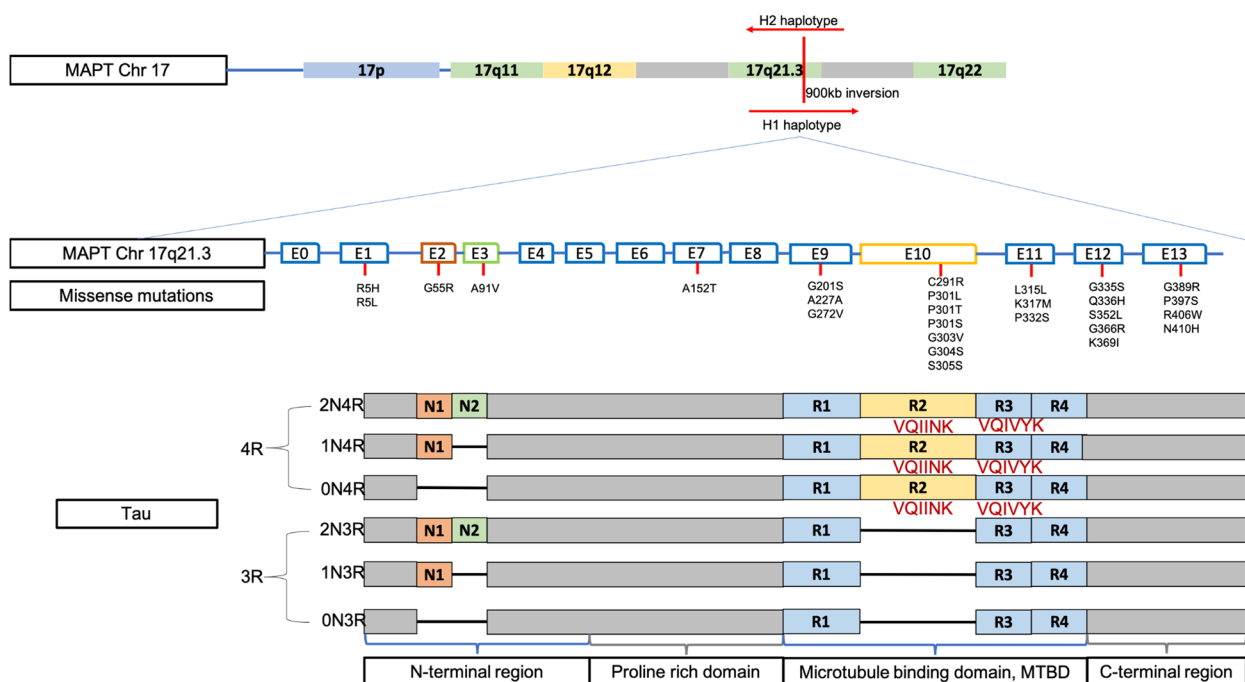 H2 haplotype
MAPT Chr 17
17p
17q11
17q12
17q21.3
17q22
900kb inversion
H1 haplotype
MAPT Chr 17q21.3
E0
E1
E2
E3
E4
E5
E6
E7
E8
E9
E10
E11
E12
E13
Missense mutations
R5H
R5L
G55R
A91V
A152T
G201S
A227A
G272V
C291R
P301L
P301T
P301S
G303V
G304S
S305S
L315L
K317M
P332S
G335S
Q336H
S352L
G366R
K369I
G389R
P397S
R406W
N410H
Tau
4R
2N4R
N1
N2
R1
R2
R3
R4
VQIINK
VQIVYK
1N4R
N1
R1
R2
R3
R4
VQIINK
VQIVYK
0N4R
R1
R2
R3
R4
VQIINK
VQIVYK
3R
2N3R
N1
N2
R1
R3
R4
1N3R
N1
R1
R3
R4
0N3R
R1
R3
R4
N-terminal region
Proline rich domain
Microtubule binding domain, MTBD
C-terminal region